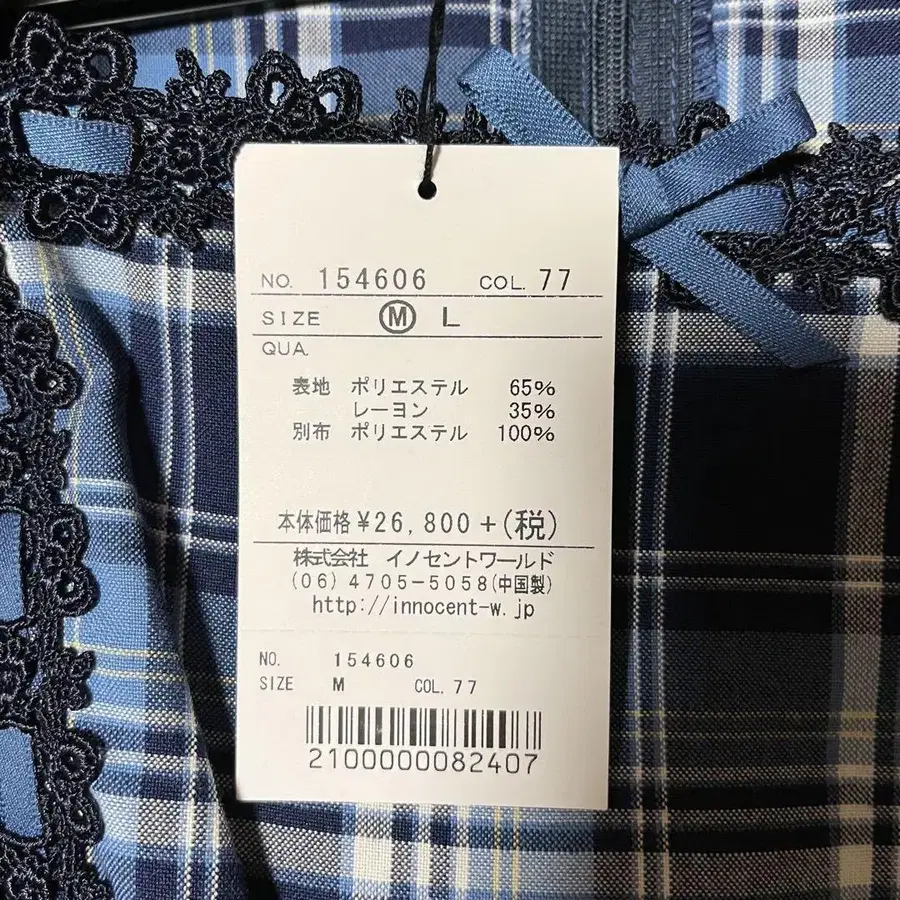 NO. 154606 COL. 77
SIZE Ⓜ L
QUA.
表地 ポリエステル 65%
レーヨン 35%
別布 ポリエステル 100%
本体価格 ¥26,800+(税)
株式会社 イノセントワールド
(06)4705-5058(中国製)
http://innocent-w.jp
NO. 154606
SIZE M COL. 77
2100000082407